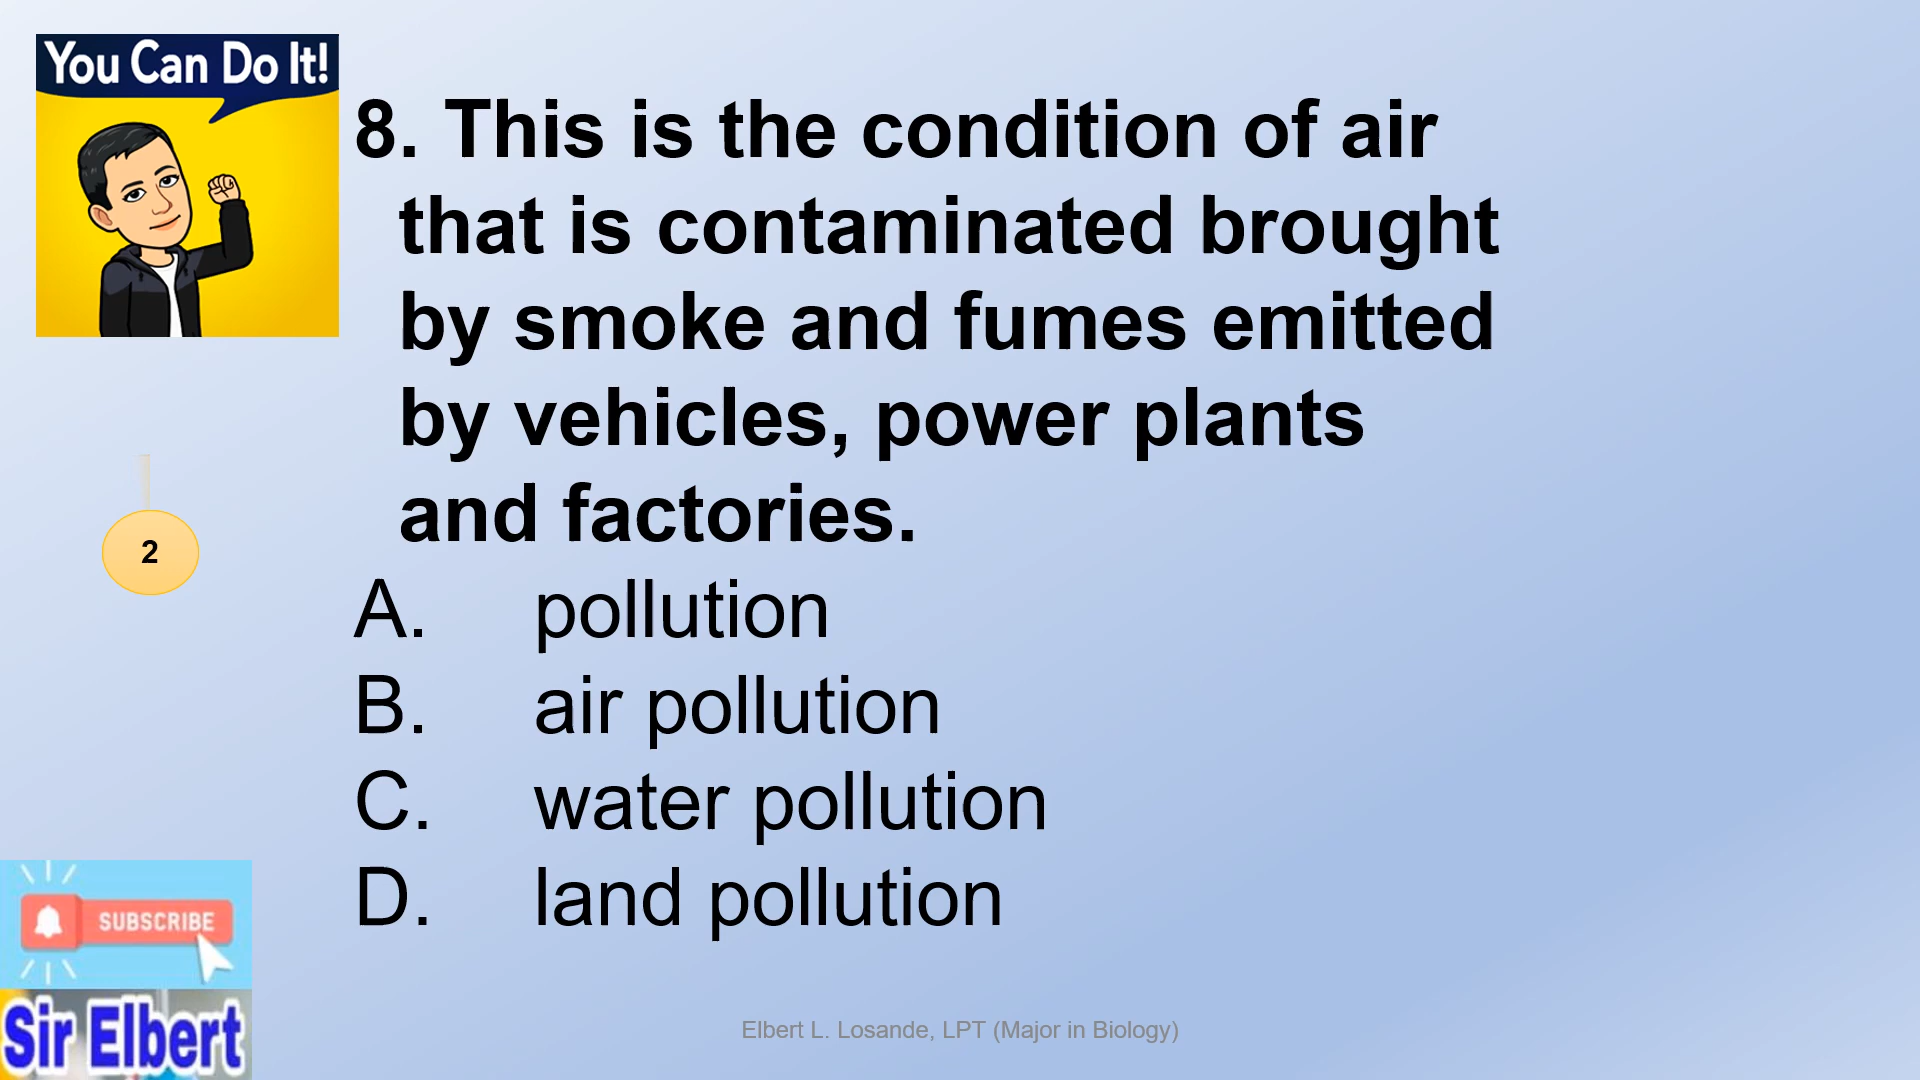 You Can Do It!
8. This is the condition of air
that is contaminated brought
by smoke and fumes emitted
by vehicles, power plants
and factories.
A. pollution
B. air pollution
C. water pollution
D. land pollution
2
SUBSCRIBE
Sir Elbert
Elbert L. Losande, LPT (Major in Biology)